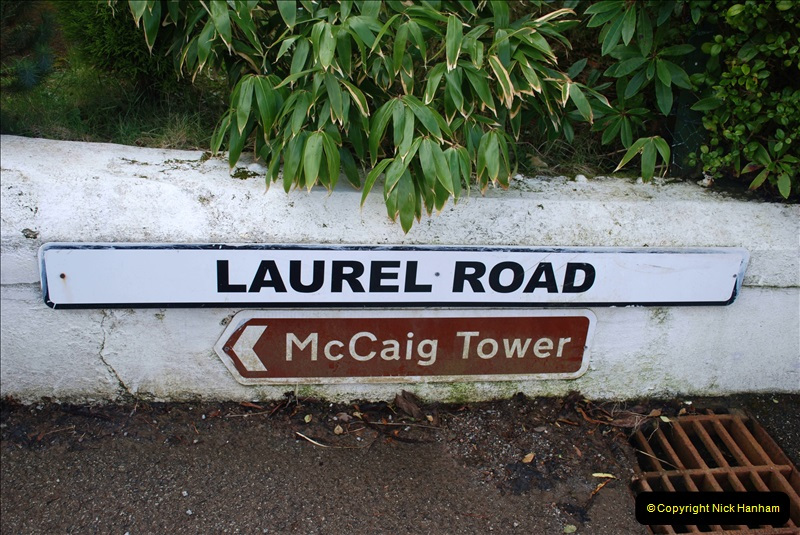 LAUREL ROAD
McCaig Tower
©Copyright Nick Hanham